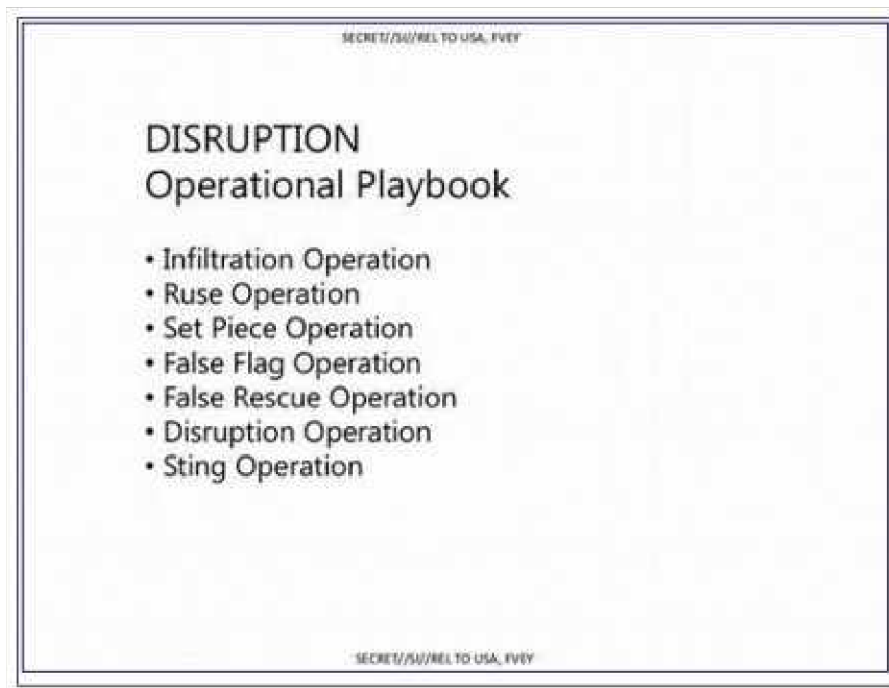 SECRET//SI//REL TO USA, FVEY
DISRUPTION
Operational Playbook
• Infiltration Operation
• Ruse Operation
• Set Piece Operation
• False Flag Operation
• False Rescue Operation
• Disruption Operation
• Sting Operation
SECRET//SI//REL TO USA, FVEY